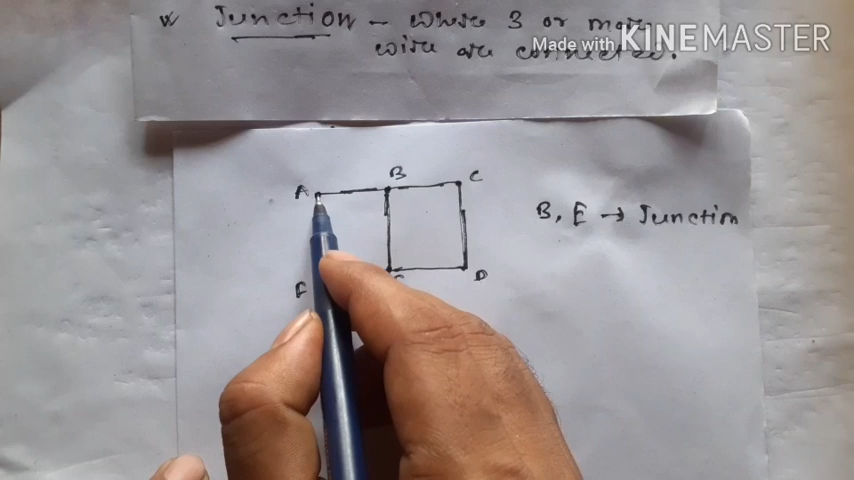 Junction - where 3 or more
wire are connected.
Made with KINEMASTER
A
B
C
B, E → Junction
F
D